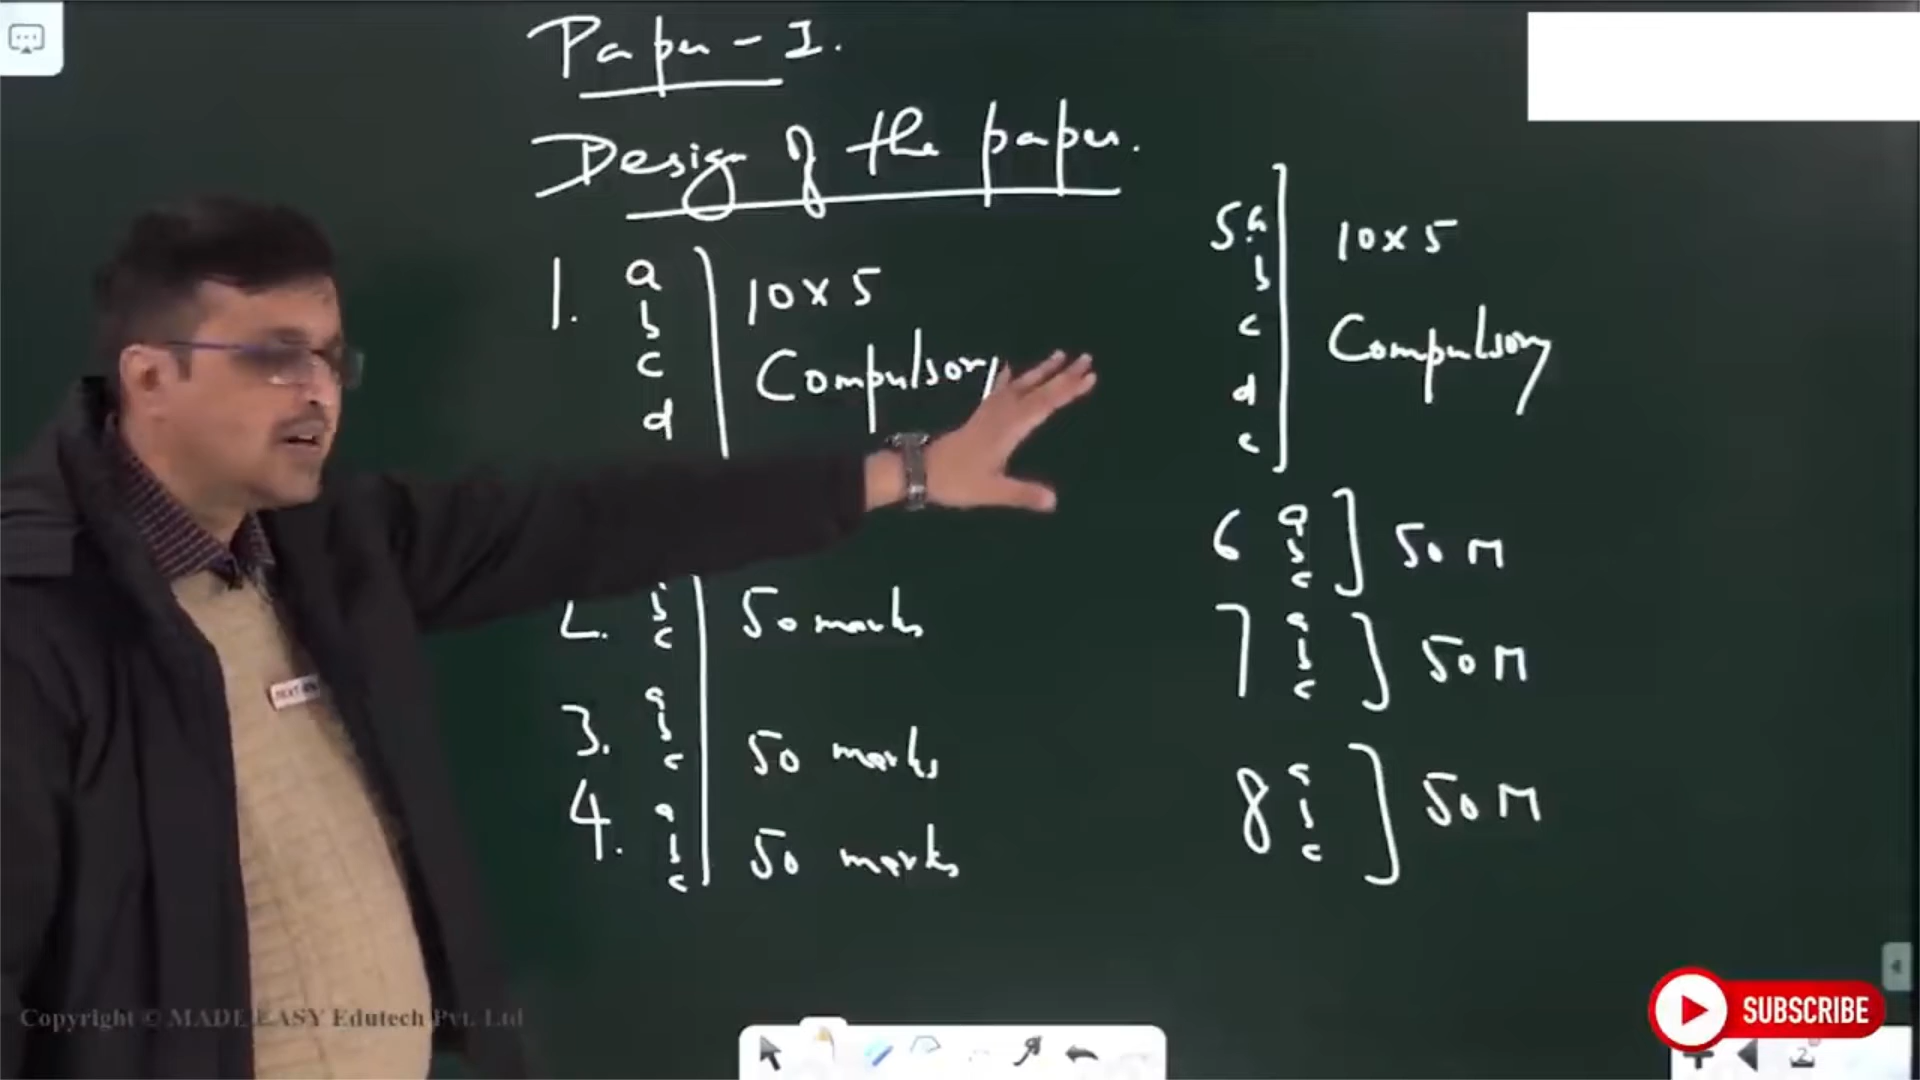 Paper - I.
Design of the paper.
1. a
b
c
d
10 x 5
Compulsory
2. b
c
50 marks
3. a
b
c
50 marks
4. a
b
c
50 marks
5 a
b
c
d
e
10 x 5
Compulsory
6 a
b
c
50 M
7 a
b
c
50 M
8 a
b
c
50 M
Copyright © MADE EASY Edutech Pvt. Ltd
SUBSCRIBE